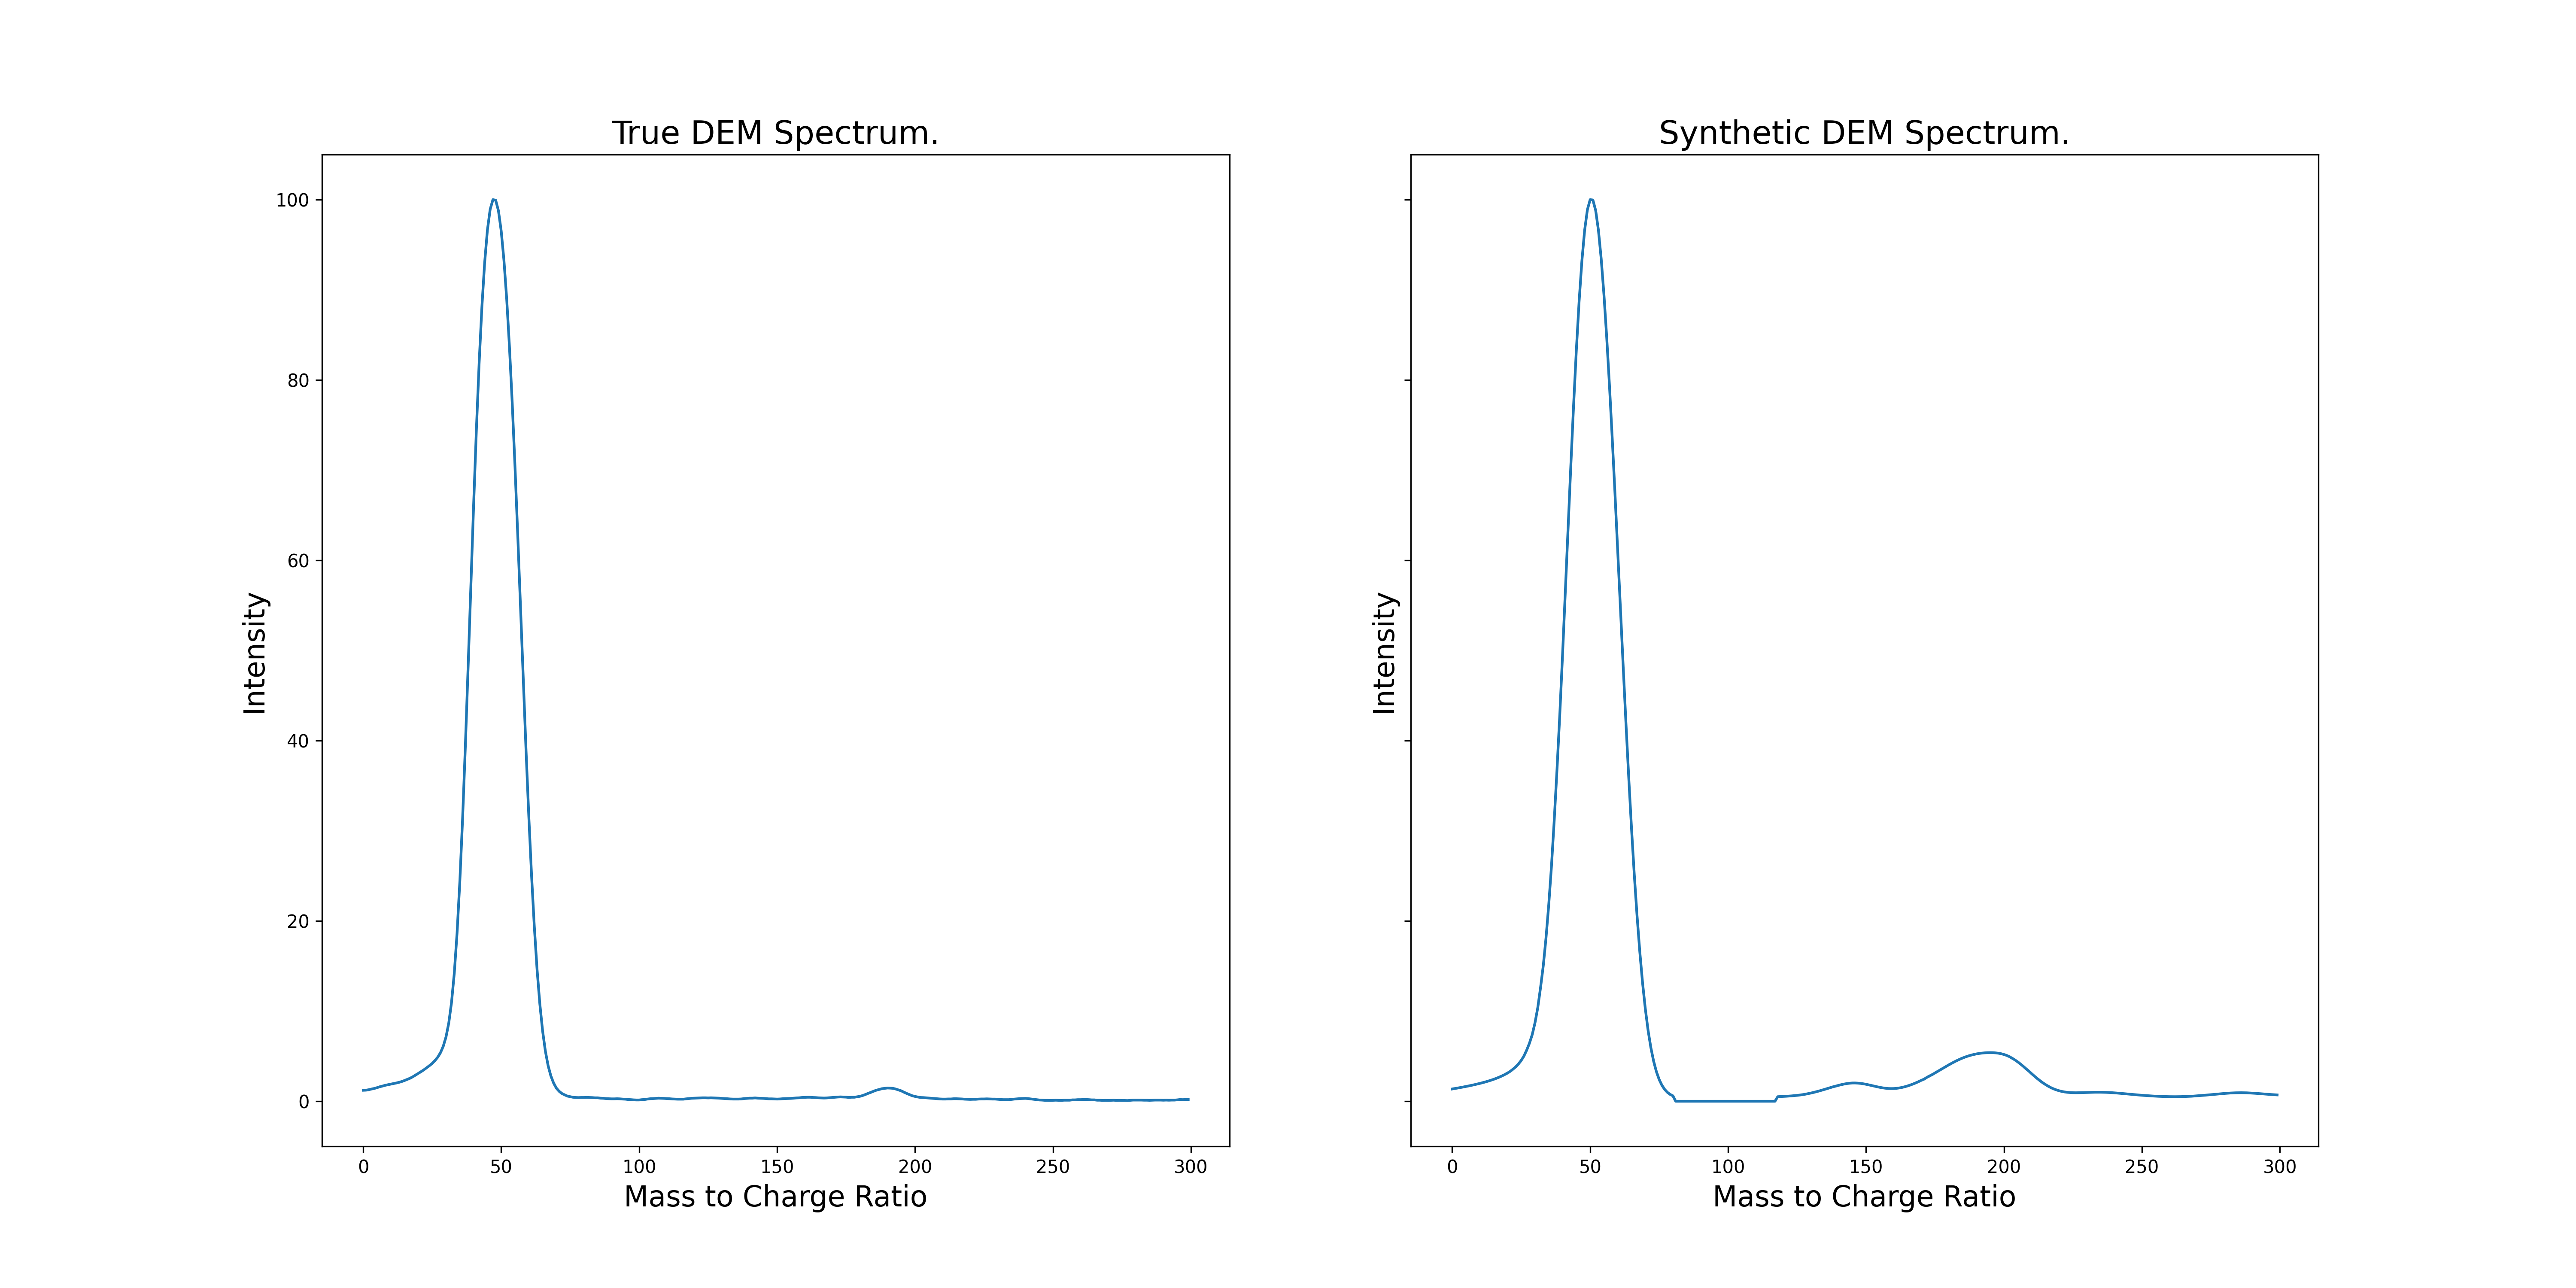 True DEM Spectrum.
Synthetic DEM Spectrum.
100
80
60
40
20
0
Intensity
0 50 100 150 200 250 300
Mass to Charge Ratio
Intensity
0 50 100 150 200 250 300
Mass to Charge Ratio